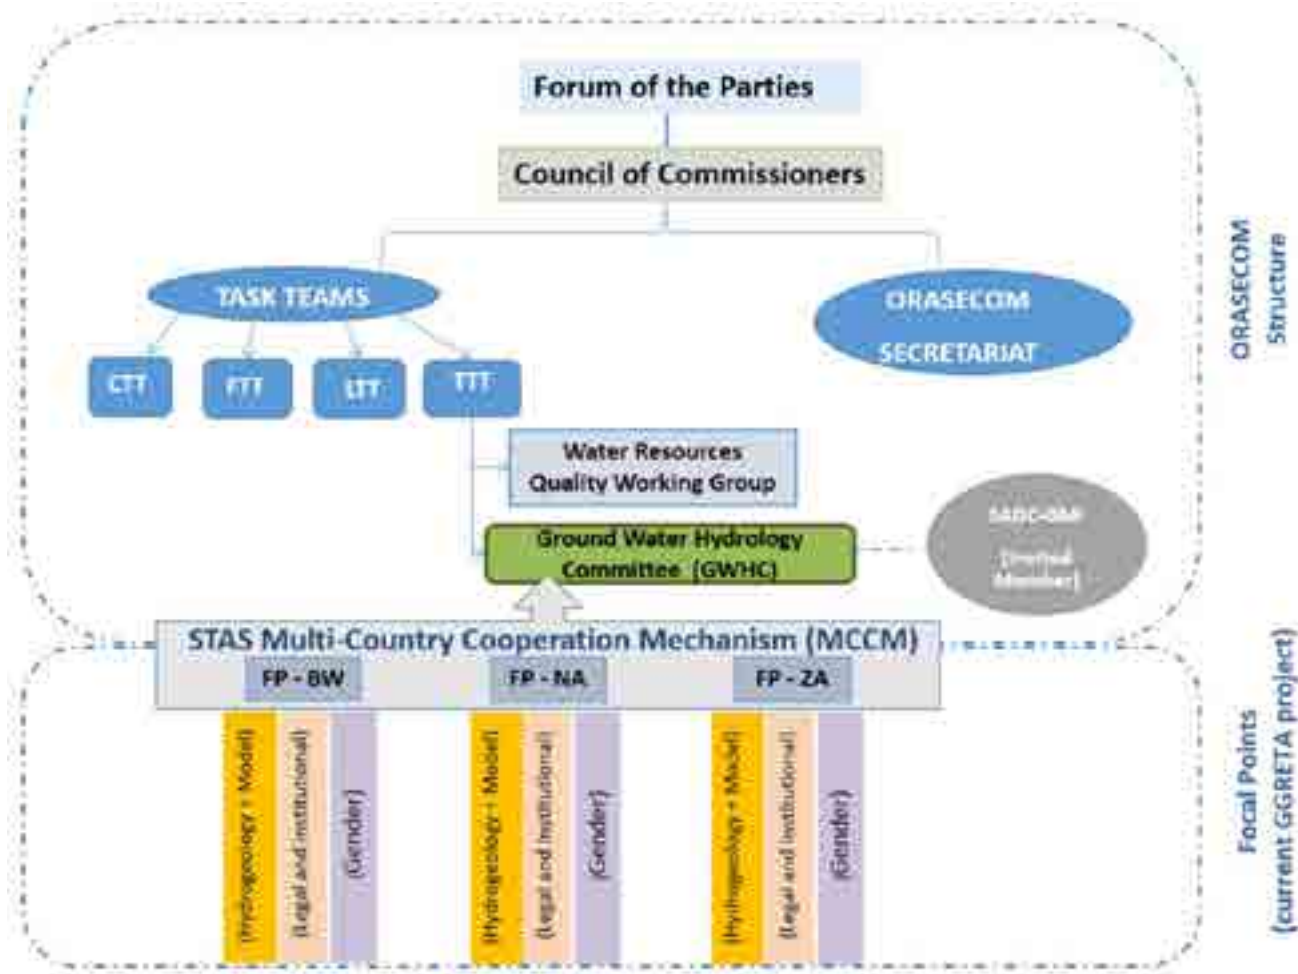 Forum of the Parties
Council of Commissioners
TASK TEAMS
ORASECOM
SECRETARIAT
CTT
FTT
LTT
TTT
Water Resources
Quality Working Group
Ground Water Hydrology
Committee (GWHC)
Member)
STAS Multi-Country Cooperation Mechanism (MCCM)
FP - BW
FP - NA
FP - ZA
(Hydrogeology + Model)
(Legal and institutional)
(Gender)
(Hydrogeology + Model)
(Legal and institutional)
(Gender)
(Hydrogeology + Model)
(Legal and institutional)
(Gender)
ORASECOM
Structure
Focal Points
(current GGRETA project)